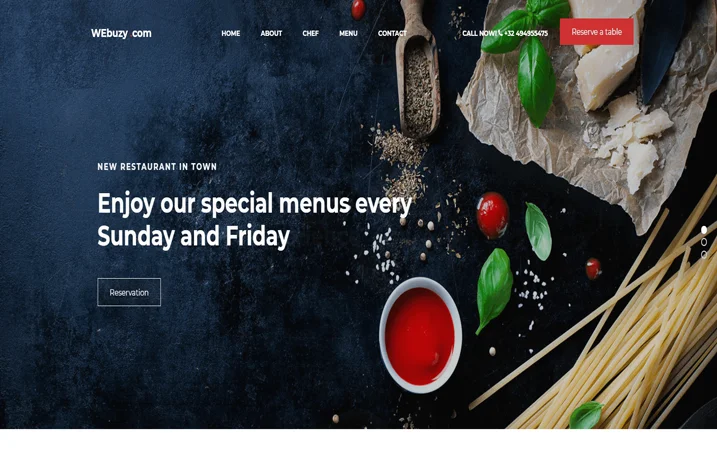 WEbuzy com
HOME ABOUT CHEF MENU CONTACT
CALL NOW! +32 494955475
Reserve a table
NEW RESTAURANT IN TOWN
Enjoy our special menus every
Sunday and Friday
Reservation